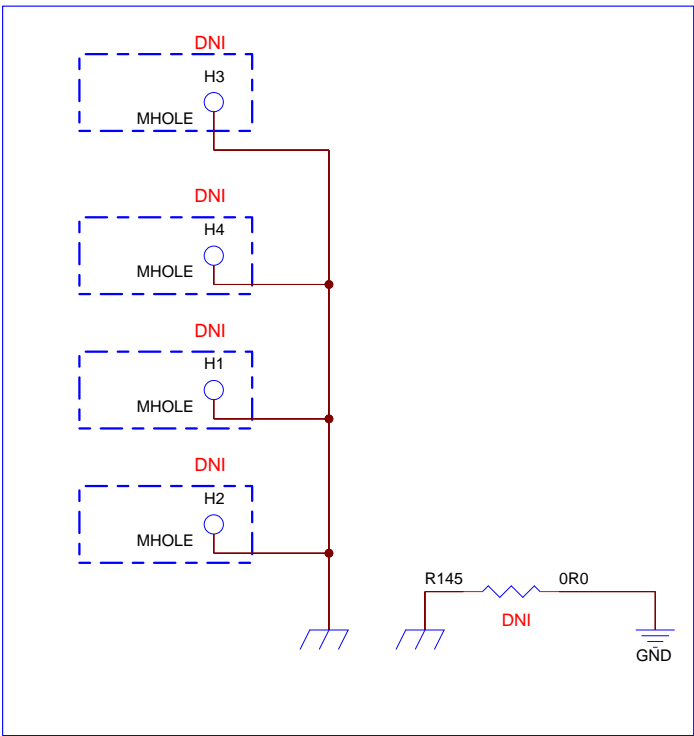 DNI
H3
MHOLE
DNI
H4
MHOLE
DNI
H1
MHOLE
DNI
H2
MHOLE
R145 0R0
DNI
GND